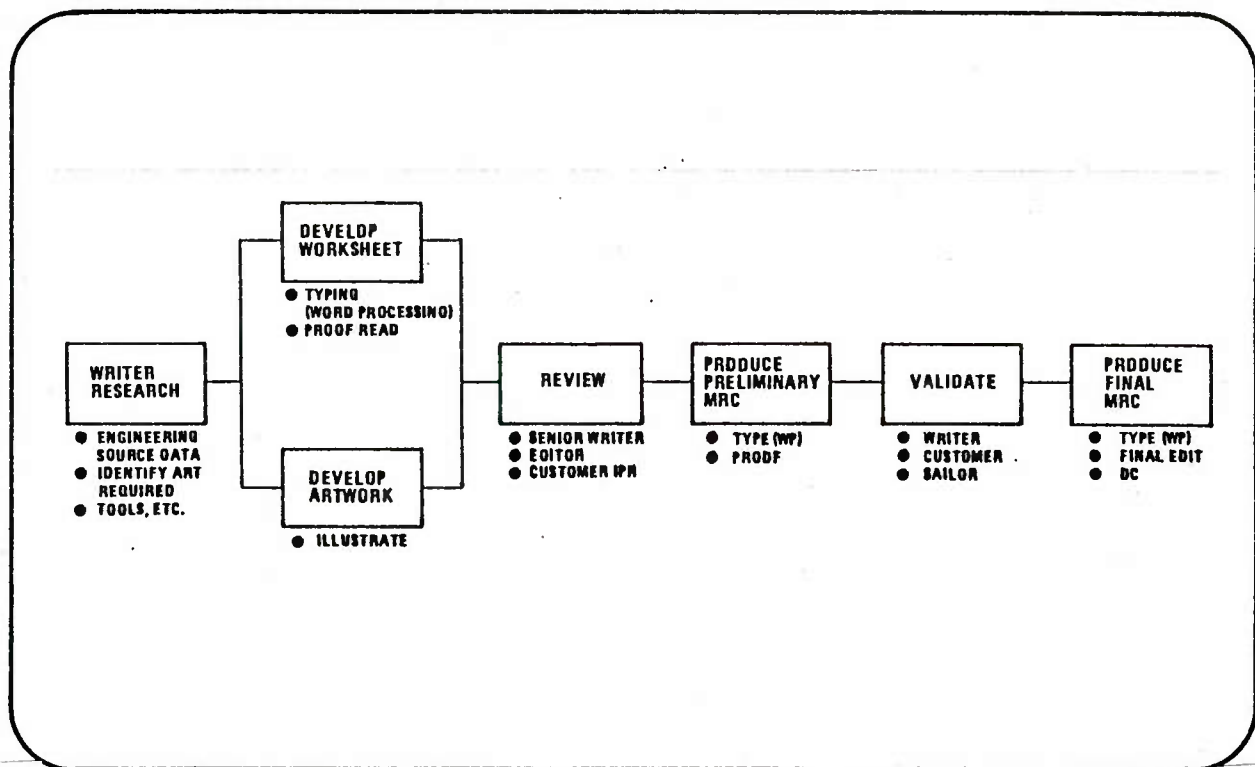 WRITER
RESEARCH
● ENGINEERING
SOURCE DATA
● IDENTIFY ART
REQUIRED
● TOOLS, ETC.
DEVELOP
WORKSHEET
● TYPING
(WORD PROCESSING)
● PROOF READ
DEVELOP
ARTWORK
● ILLUSTRATE
REVIEW
● SENIOR WRITER
● EDITOR
● CUSTOMER IPR
PRODUCE
PRELIMINARY
MRC
● TYPE (WP)
● PROOF
VALIDATE
● WRITER
● CUSTOMER
● SAILOR
PRODUCE
FINAL
MRC
● TYPE (WP)
● FINAL EDIT